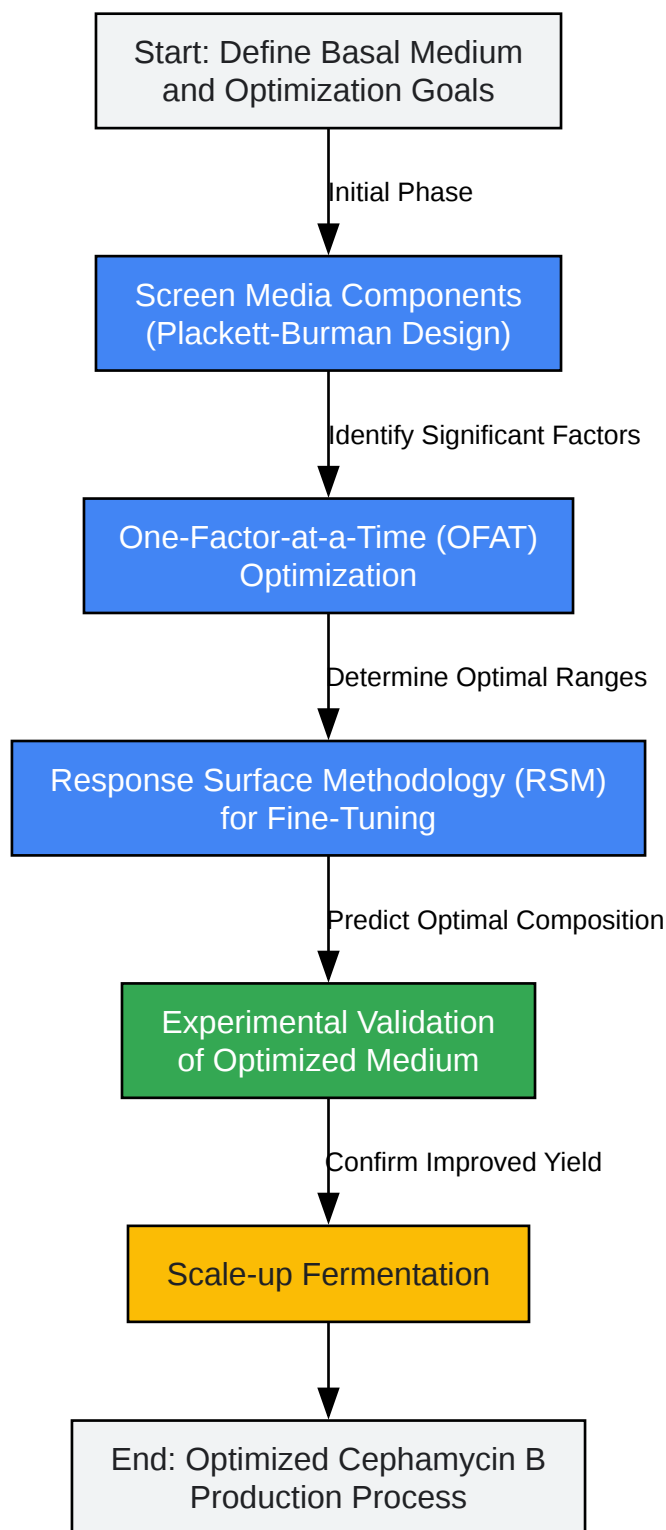 Start: Define Basal Medium
and Optimization Goals
Initial Phase
Screen Media Components
(Plackett-Burman Design)
Identify Significant Factors
One-Factor-at-a-Time (OFAT)
Optimization
Determine Optimal Ranges
Response Surface Methodology (RSM)
for Fine-Tuning
Predict Optimal Composition
Experimental Validation
of Optimized Medium
Confirm Improved Yield
Scale-up Fermentation
End: Optimized Cephamycin B
Production Process